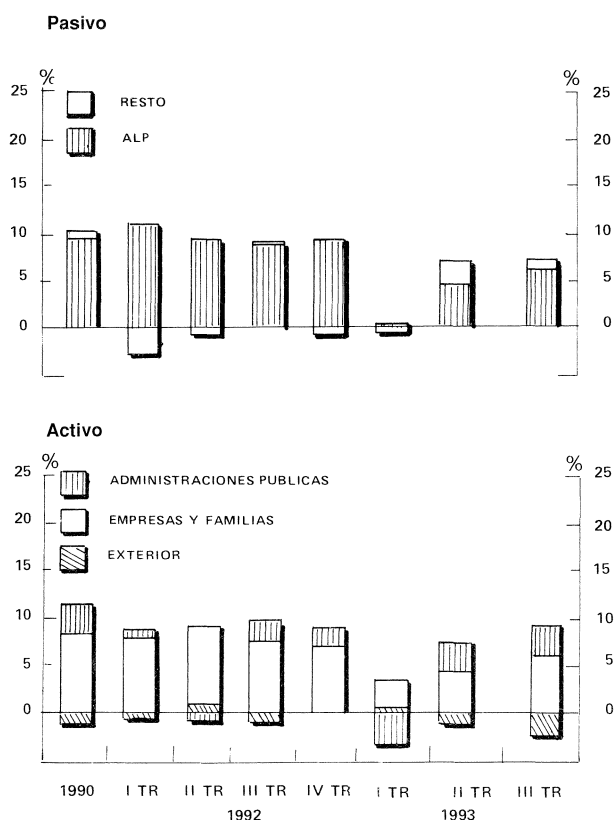 Pasivo
% %
25 RESTO 25
20 ALP 20
15 15
10 10
5 5
0 0
Activo
% %
25 ADMINISTRACIONES PUBLICAS 25
20 EMPRESAS Y FAMILIAS 20
15 EXTERIOR 15
10 10
5 5
0 0
1990 I TR II TR III TR IV TR I TR II TR III TR
1992 1993